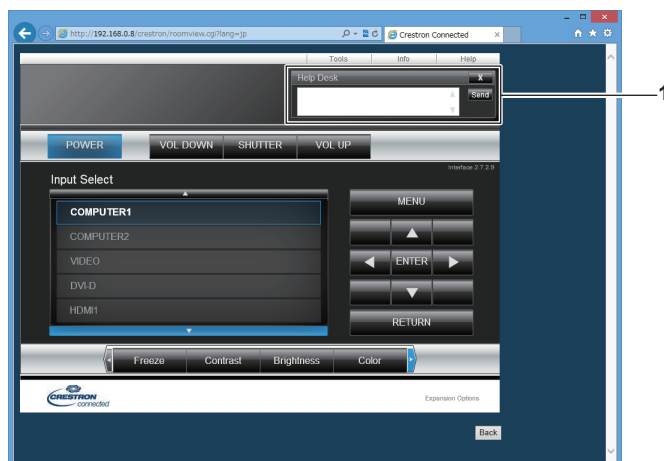 http://192.168.0.8/crestron/roomview.cgi?lang=jp
Crestron Connected
Tools Info Help
Help Desk X
Send
1
POWER VOL DOWN SHUTTER VOL UP
Interface 2.7.2.9
Input Select
COMPUTER1
COMPUTER2
VIDEO
DVI-D
HDMI1
MENU
ENTER
RETURN
Freeze Contrast Brightness Color
CRESTRON
connected
Expansion Options
Back